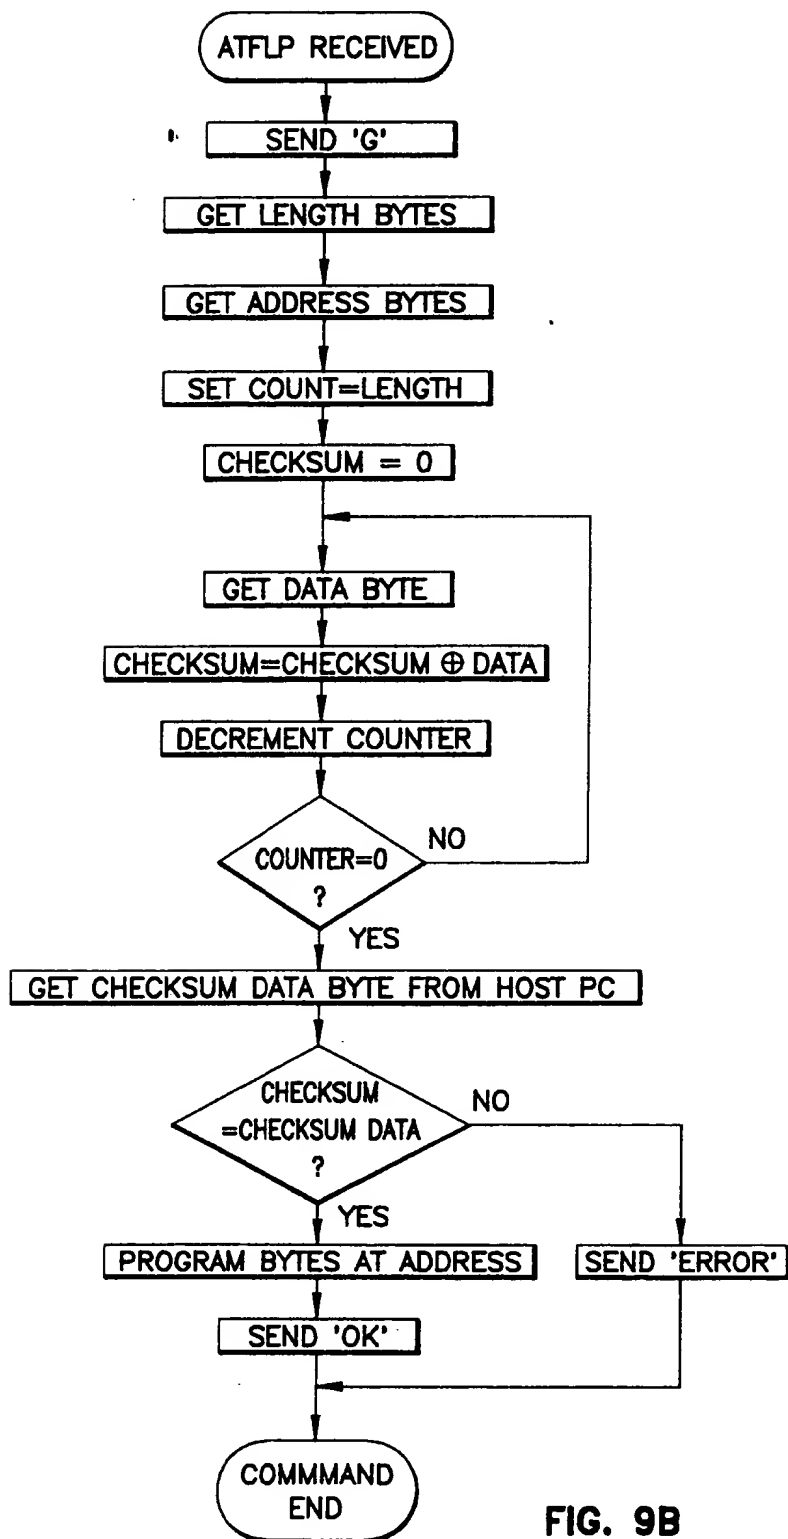 ATFLP RECEIVED
SEND 'G'
GET LENGTH BYTES
GET ADDRESS BYTES
SET COUNT=LENGTH
CHECKSUM = 0
GET DATA BYTE
CHECKSUM=CHECKSUM ⊕ DATA
DECREMENT COUNTER
COUNTER=0
?
NO
YES
GET CHECKSUM DATA BYTE FROM HOST PC
CHECKSUM
=CHECKSUM DATA
?
NO
YES
PROGRAM BYTES AT ADDRESS
SEND 'ERROR'
SEND 'OK'
COMMMAND
END
FIG. 9B